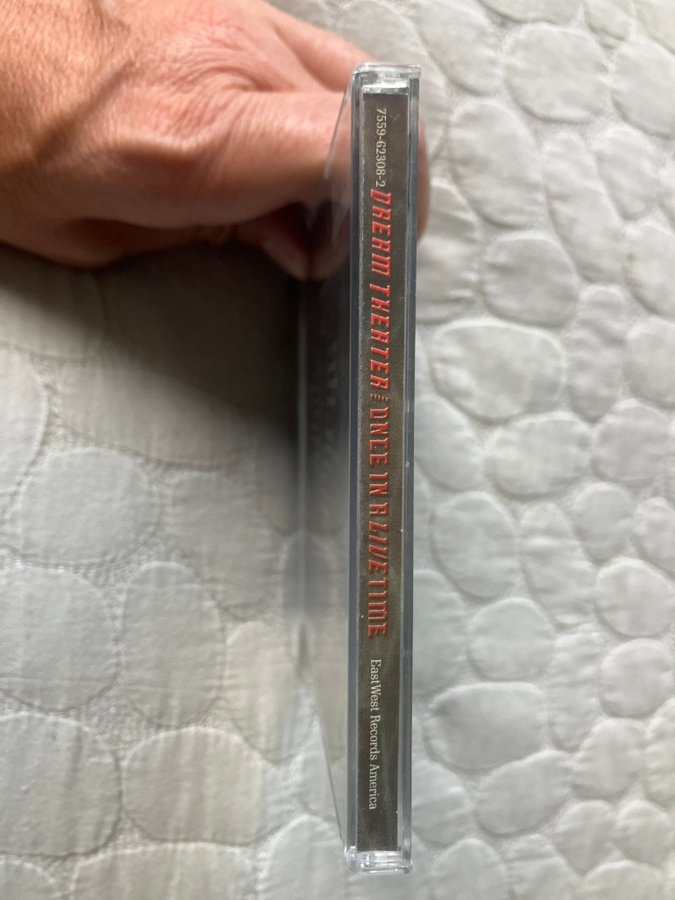 7559-62308-2 DREAM THEATER ::: ONCE IN A LIVETIME EastWest Records America